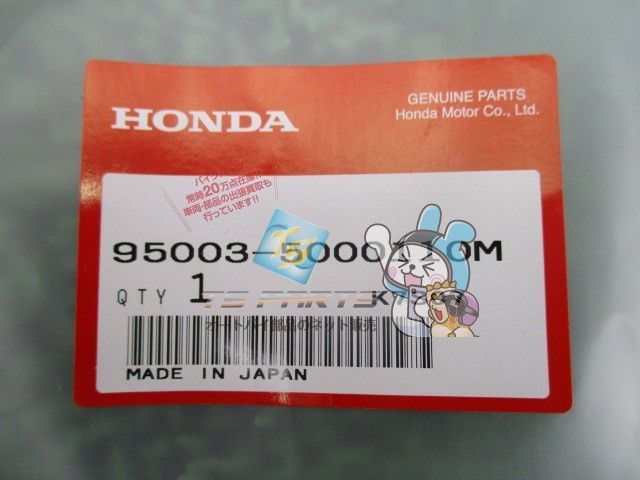 HONDA
GENUINE PARTS
Honda Motor Co., Ltd.
常時20万点在庫!!
車両・部品の出張買取も
行っています!!
TS
QTY 1
TS PARTS
オートバイ部品のネット販売
MADE IN JAPAN